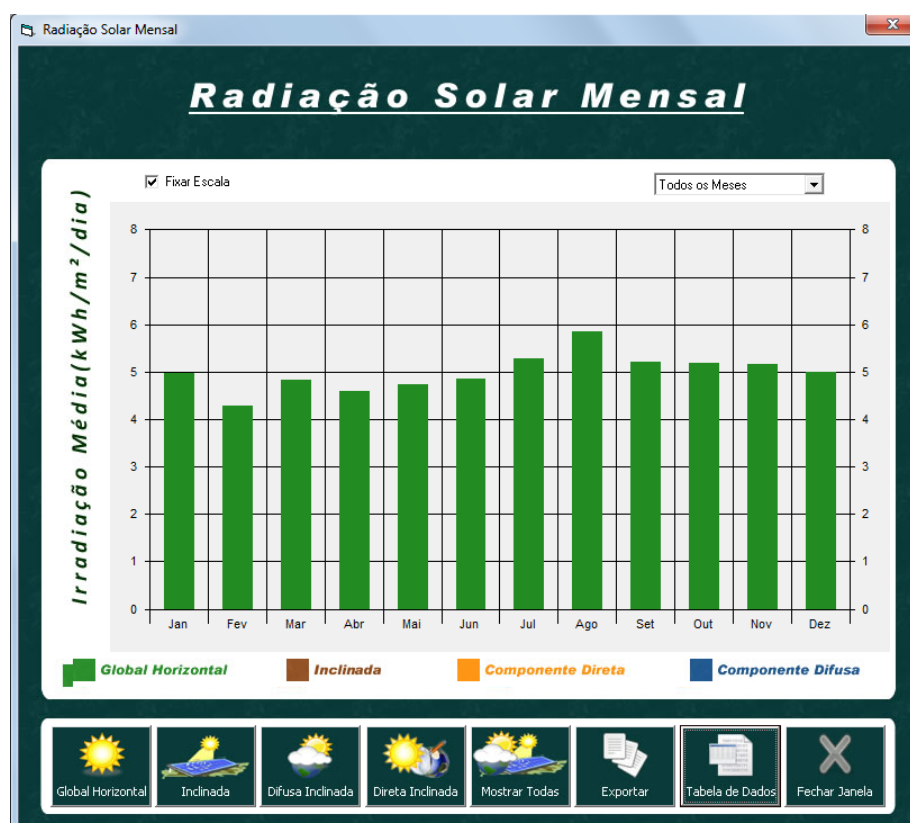 Radiação Solar Mensal
Radiação Solar Mensal
Fixar Escala
Todos os Meses
Irradiação Média(kWh/m²/dia)
8 8
7 7
6 6
5 5
4 4
3 3
2 2
1 1
0 0
Jan Fev Mar Abr Mai Jun Jul Ago Set Out Nov Dez
Global Horizontal Inclinada Componente Direta Componente Difusa
Global Horizontal Inclinada Difusa Inclinada Direta Inclinada Mostrar Todas Exportar Tabela de Dados Fechar Janela